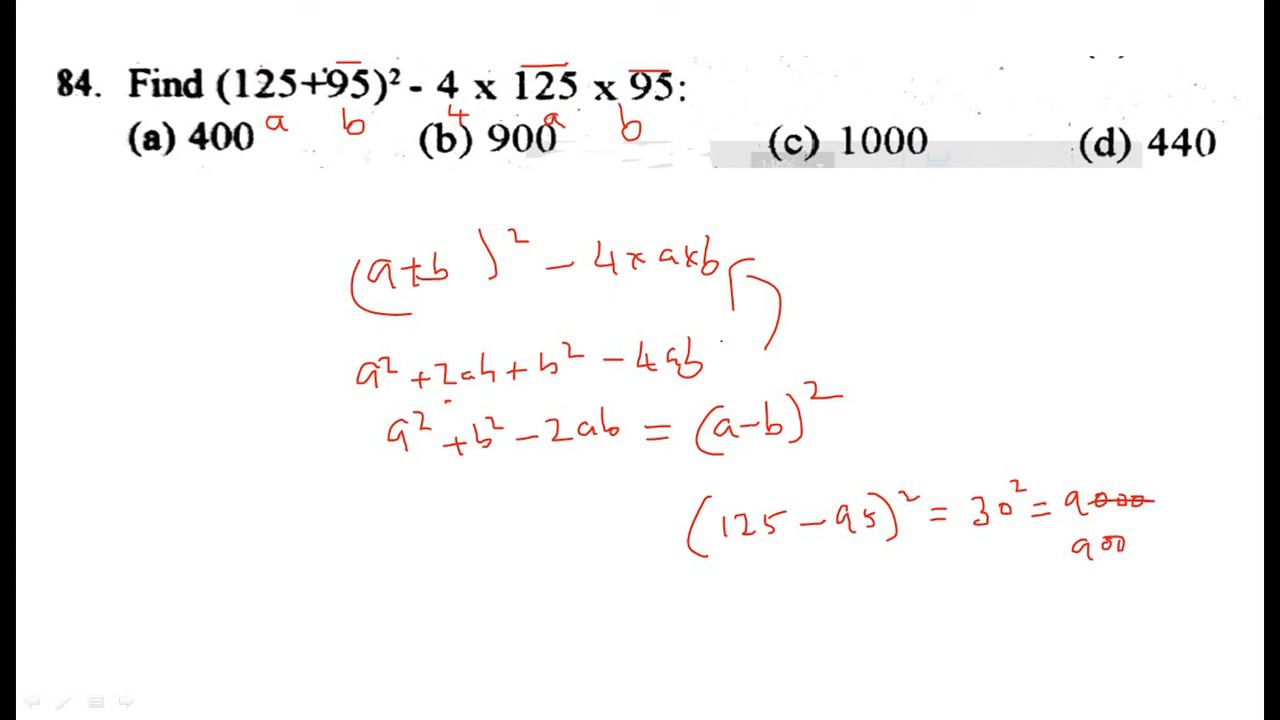 84. Find (125+95)² - 4 x 125 x 95:
a b 4 a b
(a) 400 (b) 900 (c) 1000 (d) 440
(a+b)² - 4×a×b
a² + 2ab + b² - 4ab
a² + b² - 2ab = (a-b)²
(125-95)² = 30² = 9000
900